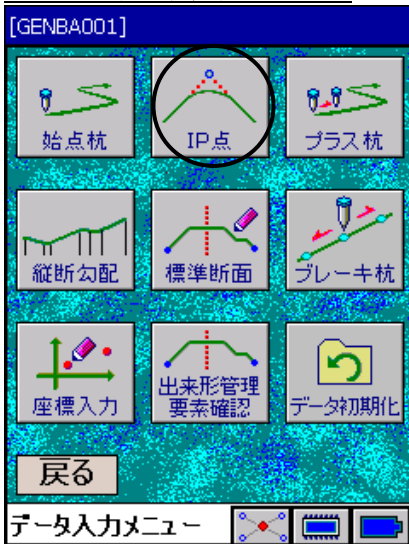 [GENBA001]
始点杭
IP点
プラス杭
縦断勾配
標準断面
ブレーキ杭
座標入力
出来形管理
要素確認
データ初期化
戻る
データ入力メニュー